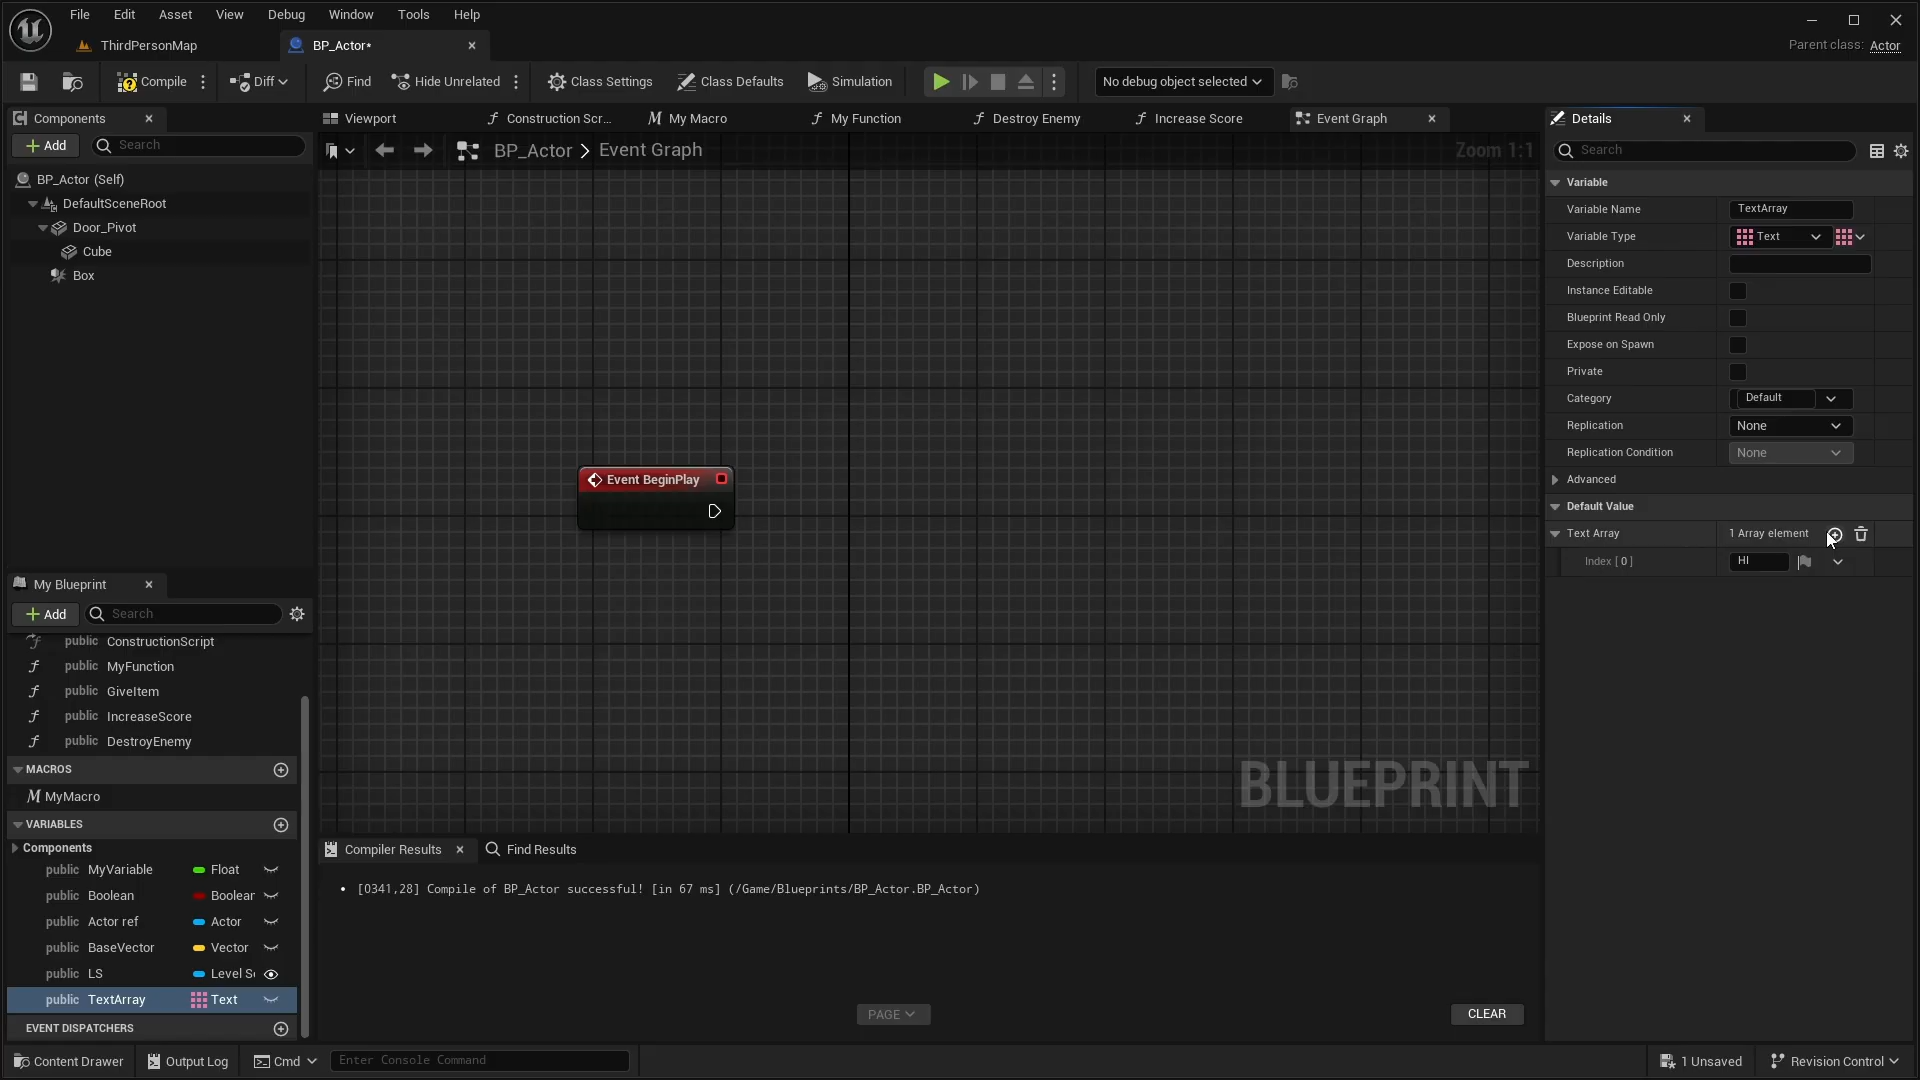 File Edit Asset View Debug Window Tools Help
ThirdPersonMap BP_Actor* Parent class: Actor
Compile Diff Find Hide Unrelated Class Settings Class Defaults Simulation No debug object selected
Components
Add Search
BP_Actor (Self)
DefaultSceneRoot
Door_Pivot
Cube
Box
My Blueprint
Add Search
public ConstructionScript
public MyFunction
public GiveItem
public IncreaseScore
public DestroyEnemy
MACROS
MyMacro
VARIABLES
Components
public MyVariable Float
public Boolean Boolear
public Actor ref Actor
public BaseVector Vector
public LS Level S
public TextArray Text
EVENT DISPATCHERS
Viewport Construction Scr... My Macro My Function Destroy Enemy Increase Score Event Graph
BP_Actor > Event Graph Zoom 1:1
Event BeginPlay
BLUEPRINT
Compiler Results Find Results
• [0341,28] Compile of BP_Actor successful! [in 67 ms] (/Game/Blueprints/BP_Actor.BP_Actor)
PAGE CLEAR
Details
Search
Variable
Variable Name TextArray
Variable Type Text
Description
Instance Editable
Blueprint Read Only
Expose on Spawn
Private
Category Default
Replication None
Replication Condition None
Advanced
Default Value
Text Array 1 Array element
Index [ 0 ] HI
Content Drawer Output Log Cmd Enter Console Command 1 Unsaved Revision Control